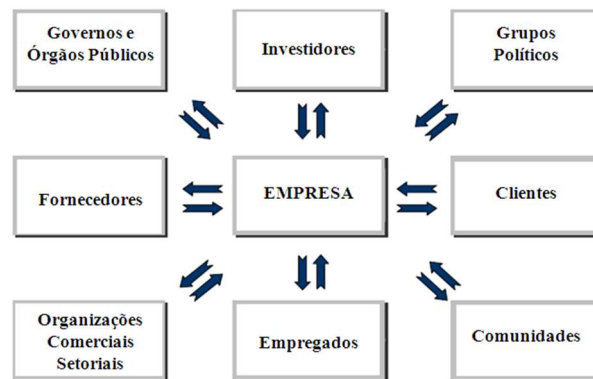 Governos e
Órgãos Públicos
Investidores
Grupos
Políticos
Fornecedores
EMPRESA
Clientes
Organizações
Comerciais
Setoriais
Empregados
Comunidades